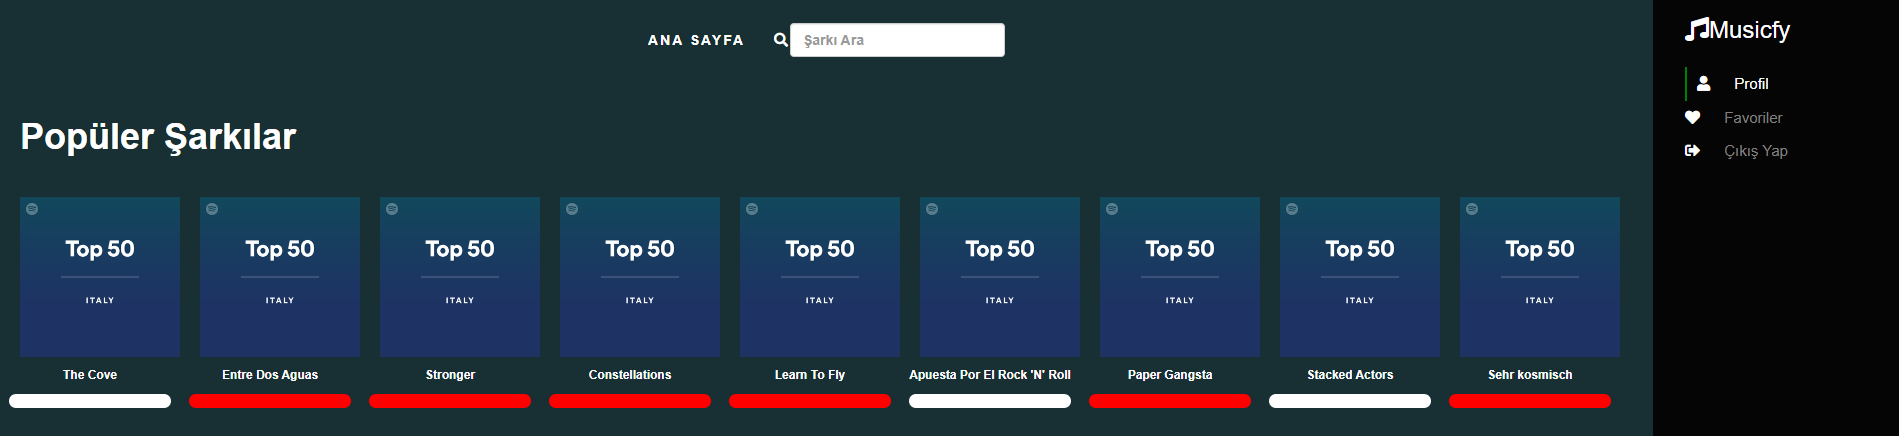 ANA SAYFA
Şarkı Ara
Musicfy
Profil
Favoriler
Çıkış Yap
Popüler Şarkılar
Top 50
ITALY
The Cove
Top 50
ITALY
Entre Dos Aguas
Top 50
ITALY
Stronger
Top 50
ITALY
Constellations
Top 50
ITALY
Learn To Fly
Top 50
ITALY
Apuesta Por El Rock 'N' Roll
Top 50
ITALY
Paper Gangsta
Top 50
ITALY
Stacked Actors
Top 50
ITALY
Sehr kosmisch